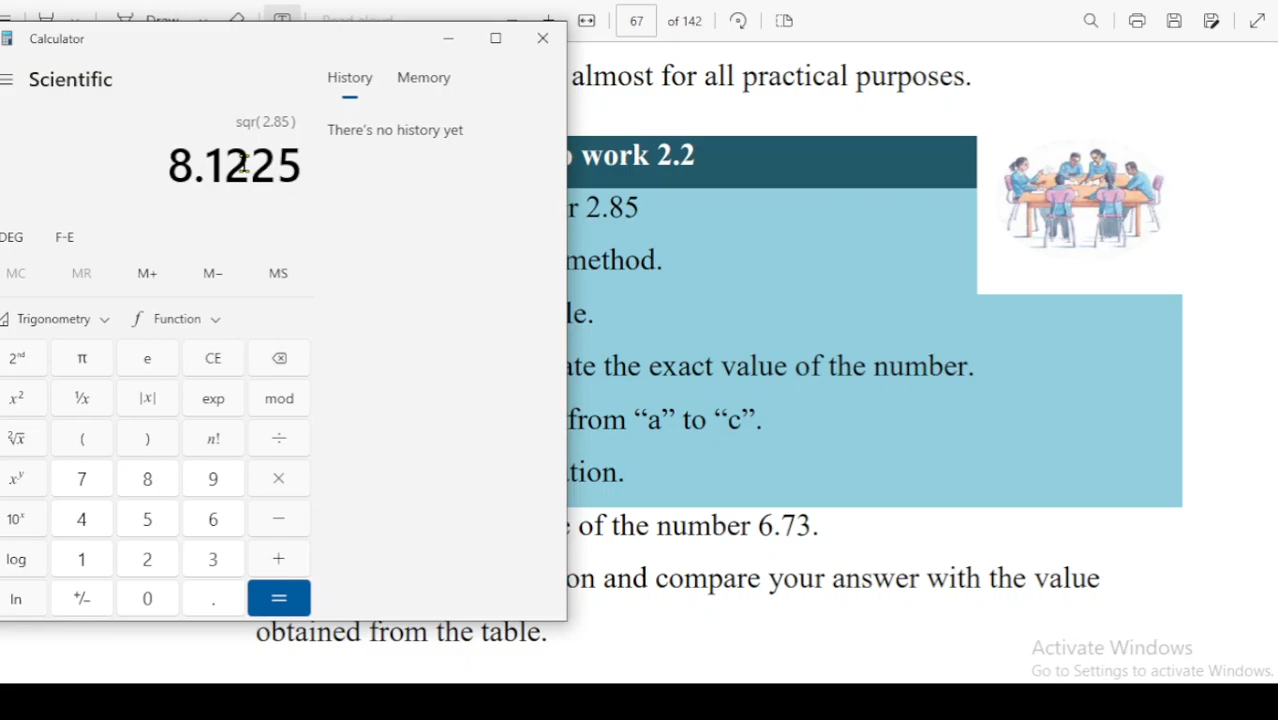 Draw
Read aloud
67 of 142
Calculator
Scientific
History Memory
sqr(2.85)
8.1225
There's no history yet
DEG F-E
MC MR M+ M− MS
Trigonometry f Function
2nd π e CE
x² ¹/x |x| exp mod
²√x ( ) n! ÷
xʸ 7 8 9 ×
10ˣ 4 5 6 −
log 1 2 3 +
ln +/− 0 . =
almost for all practical purposes.
work 2.2
r 2.85
method.
le.
ate the exact value of the number.
from “a” to “c”.
tion.
of the number 6.73.
on and compare your answer with the value
obtained from the table.
Activate Windows
Go to Settings to activate Windows.